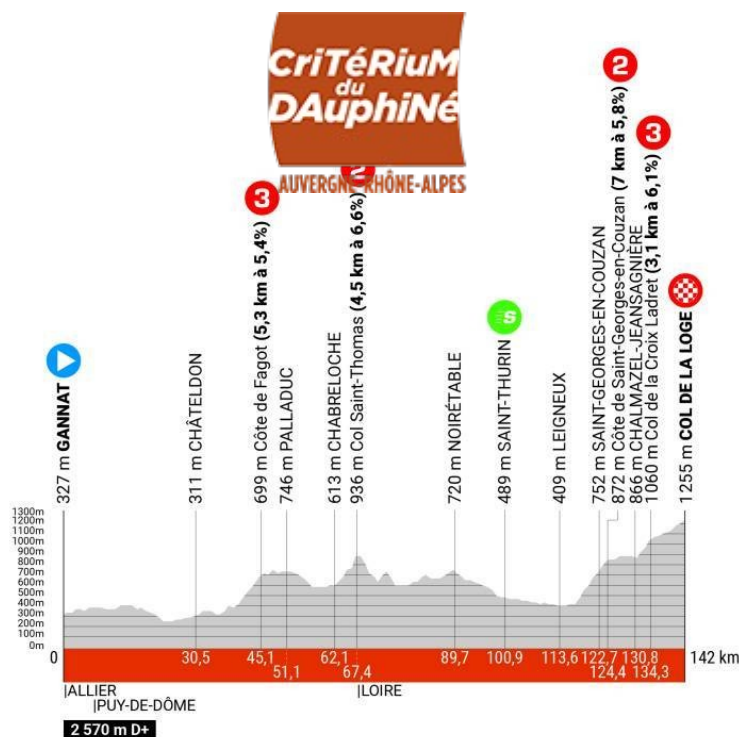 CriTéRiuM
du
DAuphiNé
AUVERGNE-RHÔNE-ALPES
327 m GANNAT
311 m CHÂTELDON
3
699 m Côte de Fagot (5,3 km à 5,4%)
746 m PALLADUC
613 m CHABRELOCHE
2
936 m Col Saint-Thomas (4,5 km à 6,6%)
720 m NOIRÉTABLE
S
489 m SAINT-THURIN
409 m LEIGNEUX
752 m SAINT-GEORGES-EN-COUZAN
2
872 m Côte de Saint-Georges-en-Couzan (7 km à 5,8%)
866 m CHALMAZEL-JEANSAGNIÈRE
3
1060 m Col de la Croix Ladret (3,1 km à 6,1%)
1255 m COL DE LA LOGE
1300m
1200m
1100m
1000m
900m
800m
700m
600m
500m
400m
300m
200m
100m
0m
0 30,5 45,1 51,1 62,1 67,4 89,7 100,9 113,6 122,7 124,4 130,8 134,3 142 km
|ALLIER
|PUY-DE-DÔME
|LOIRE
2 570 m D+